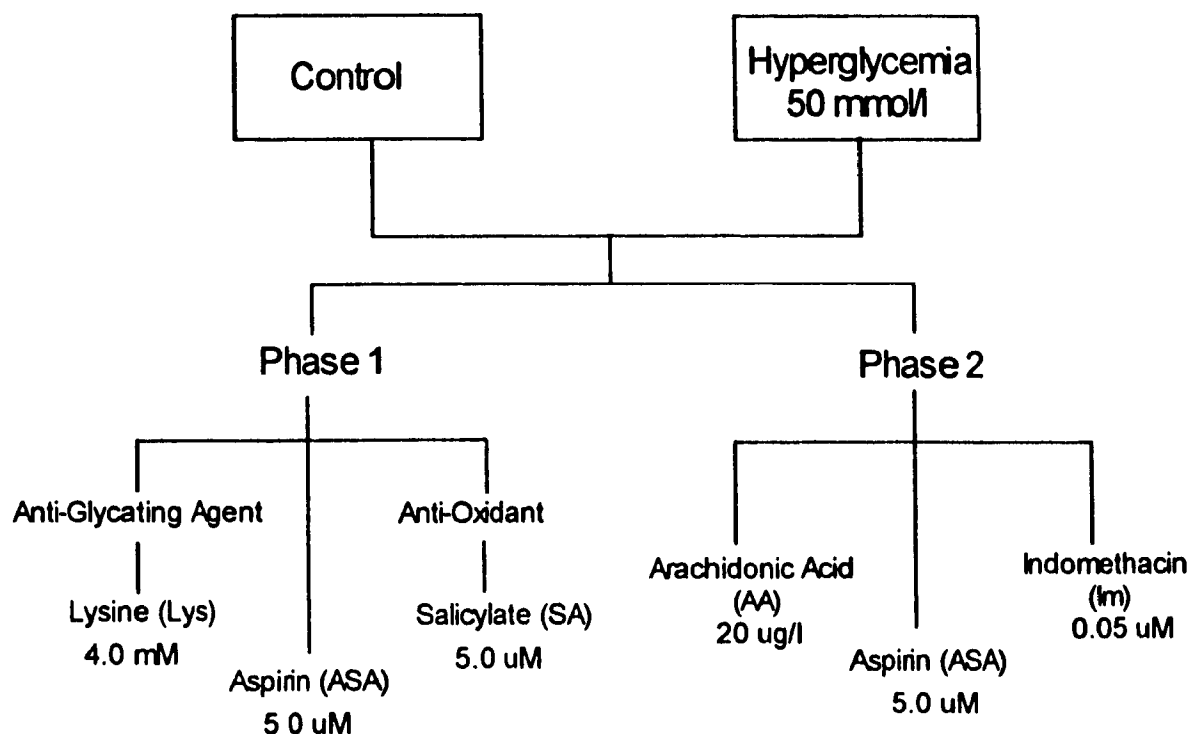 Control
Hyperglycemia
50 mmol/l
Phase 1
Phase 2
Anti-Glycating Agent
Anti-Oxidant
Lysine (Lys)
4.0 mM
Salicylate (SA)
5.0 uM
Aspirin (ASA)
5 0 uM
Arachidonic Acid
(AA)
20 ug/l
Aspirin (ASA)
5.0 uM
Indomethacin
(Im)
0.05 uM